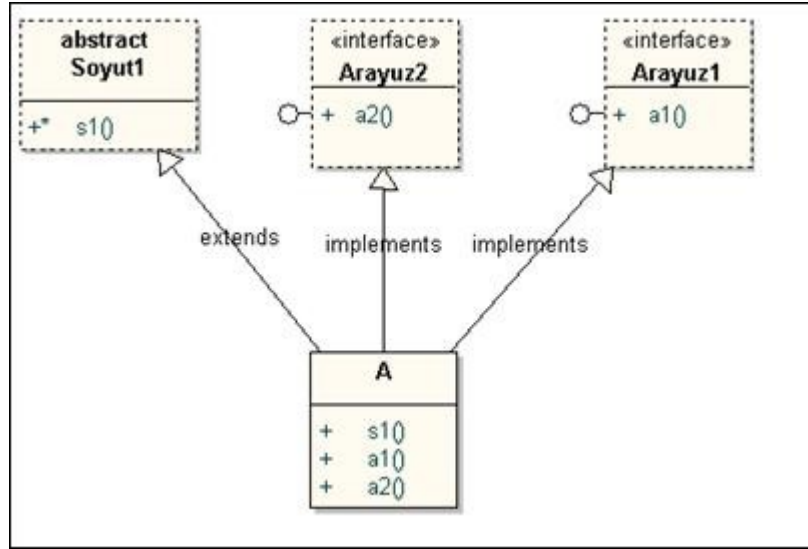 abstract
Soyut1
+* s1()
«interface»
Arayuz2
+ a2()
«interface»
Arayuz1
+ a1()
extends
implements
implements
A
+ s1()
+ a1()
+ a2()